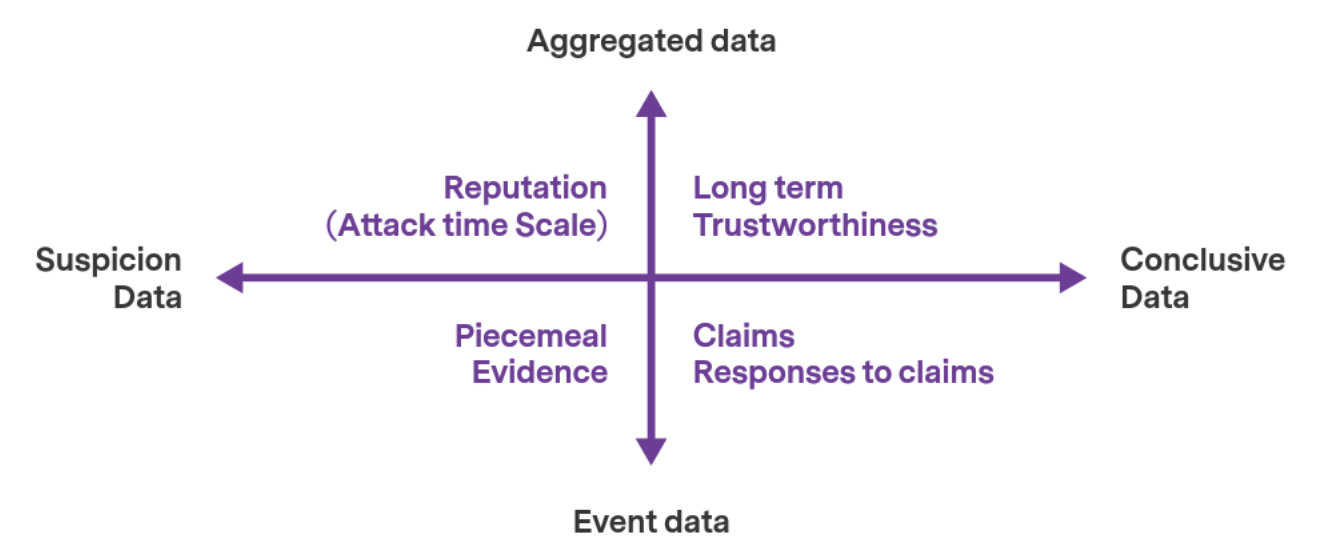 Aggregated data
Reputation
(Attack time Scale)
Long term
Trustworthiness
Suspicion
Data
Conclusive
Data
Piecemeal
Evidence
Claims
Responses to claims
Event data